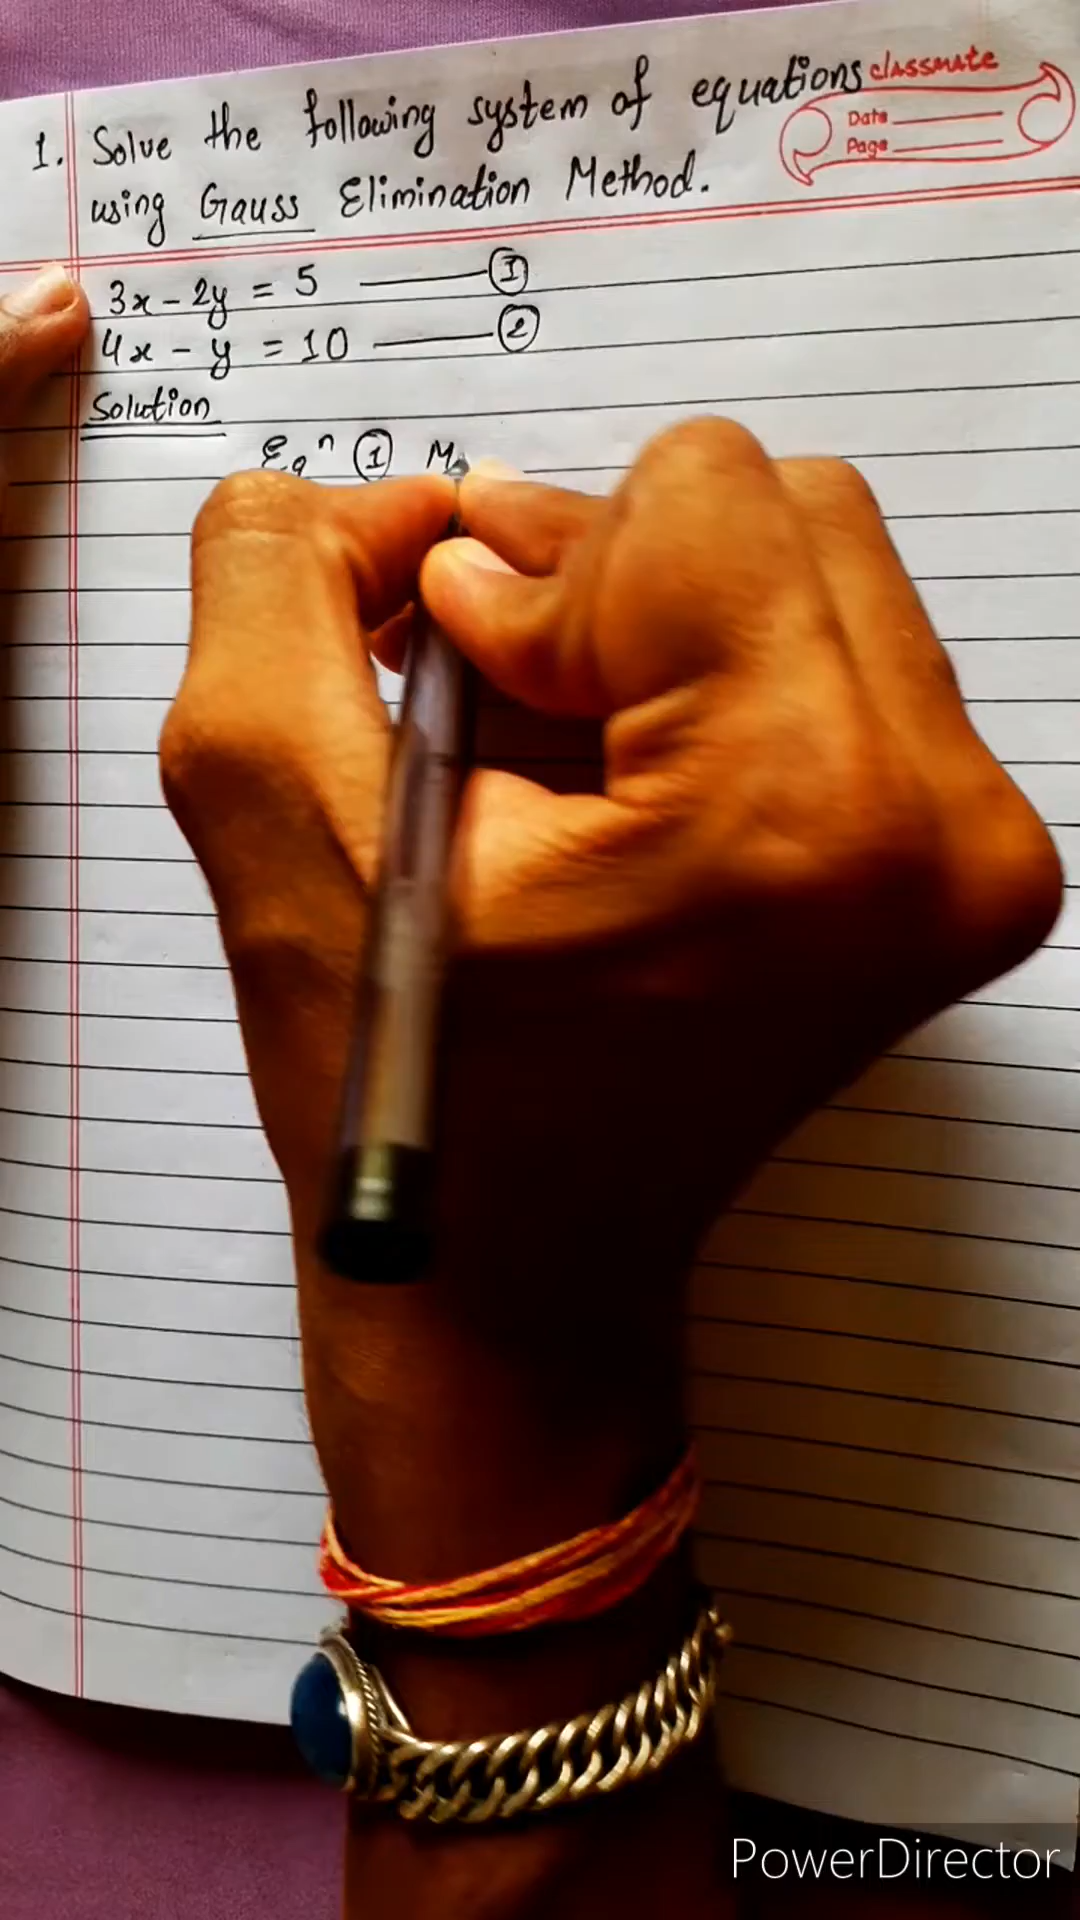 1. Solve the following system of equations
using Gauss Elimination Method.
classmate
Date
Page
3x - 2y = 5 ——— ①
4x - y = 10 ——— ②
Solution
Eqⁿ ① M
PowerDirector